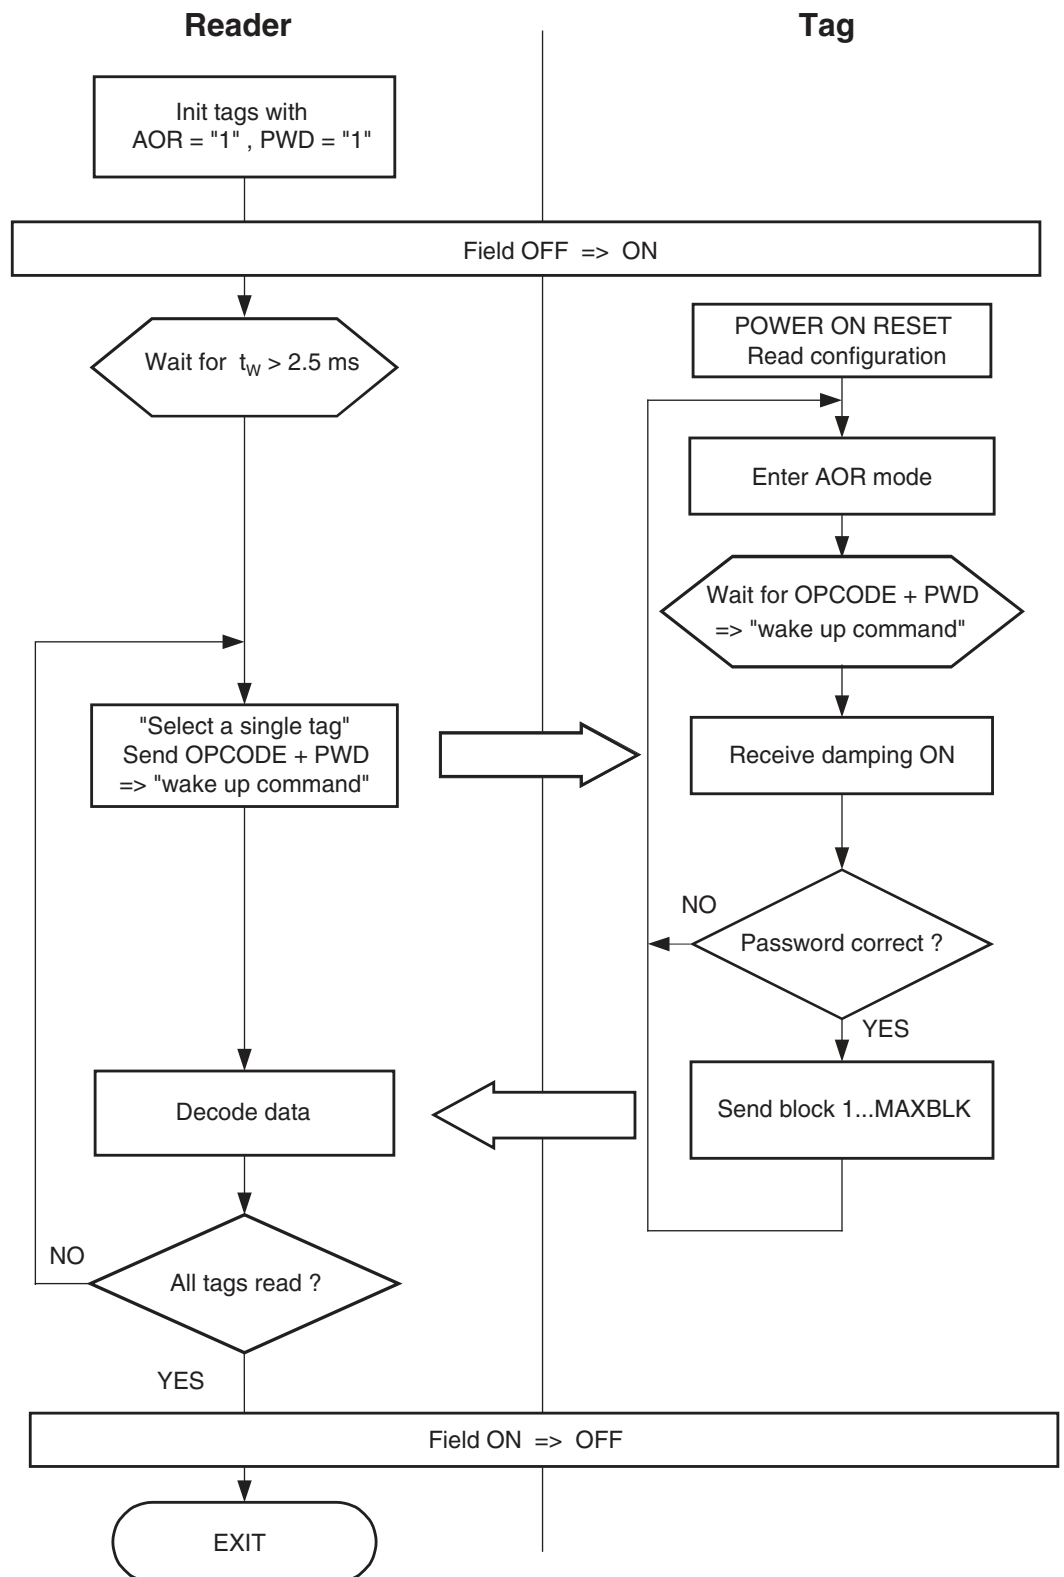 Reader
Tag
Init tags with
AOR = "1" , PWD = "1"
Field OFF => ON
Wait for tW > 2.5 ms
POWER ON RESET
Read configuration
Enter AOR mode
Wait for OPCODE + PWD
=> "wake up command"
"Select a single tag"
Send OPCODE + PWD
=> "wake up command"
Receive damping ON
NO
Password correct ?
YES
Decode data
Send block 1...MAXBLK
NO
All tags read ?
YES
Field ON => OFF
EXIT